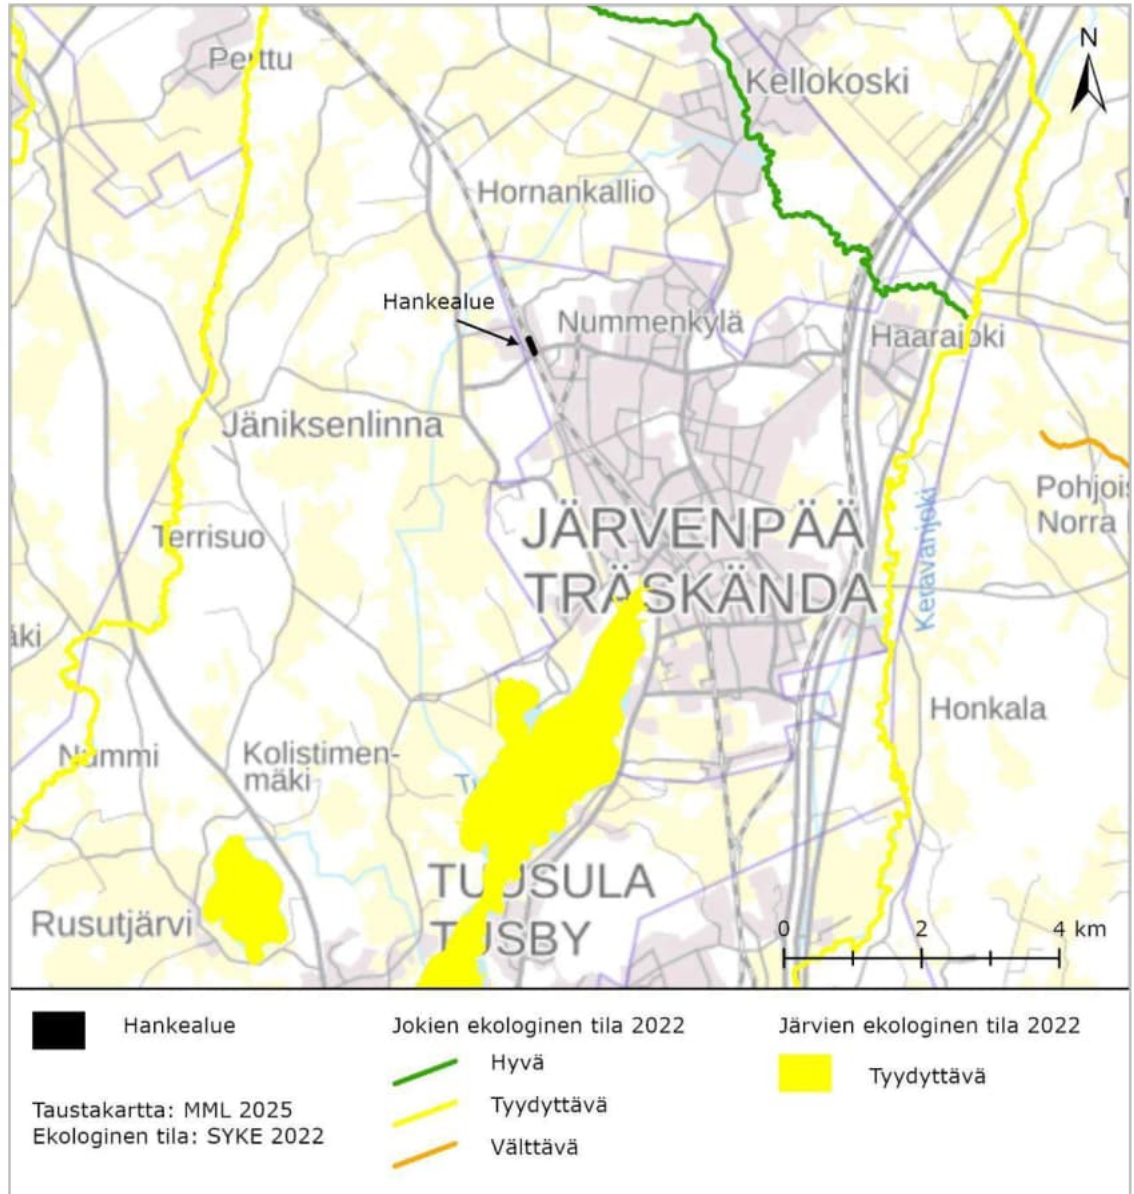 N
Perttu
Kellokoski
Hornankallio
Hankealue
Nummenkylä
Haarajoki
Jäniksenlinna
Pohjois
Norra
JÄRVENPÄÄ
TRÄSKÄNDA
Terrisuo
Keravanjoki
äki
Honkala
Nummi
Kolistimen-
mäki
Tu
TUUSULA
TUSBY
Rusutjärvi
0 2 4 km
Hankealue
Jokien ekologinen tila 2022
Järvien ekologinen tila 2022
Hyvä
Tyydyttävä
Tyydyttävä
Välttävä
Taustakartta: MML 2025
Ekologinen tila: SYKE 2022